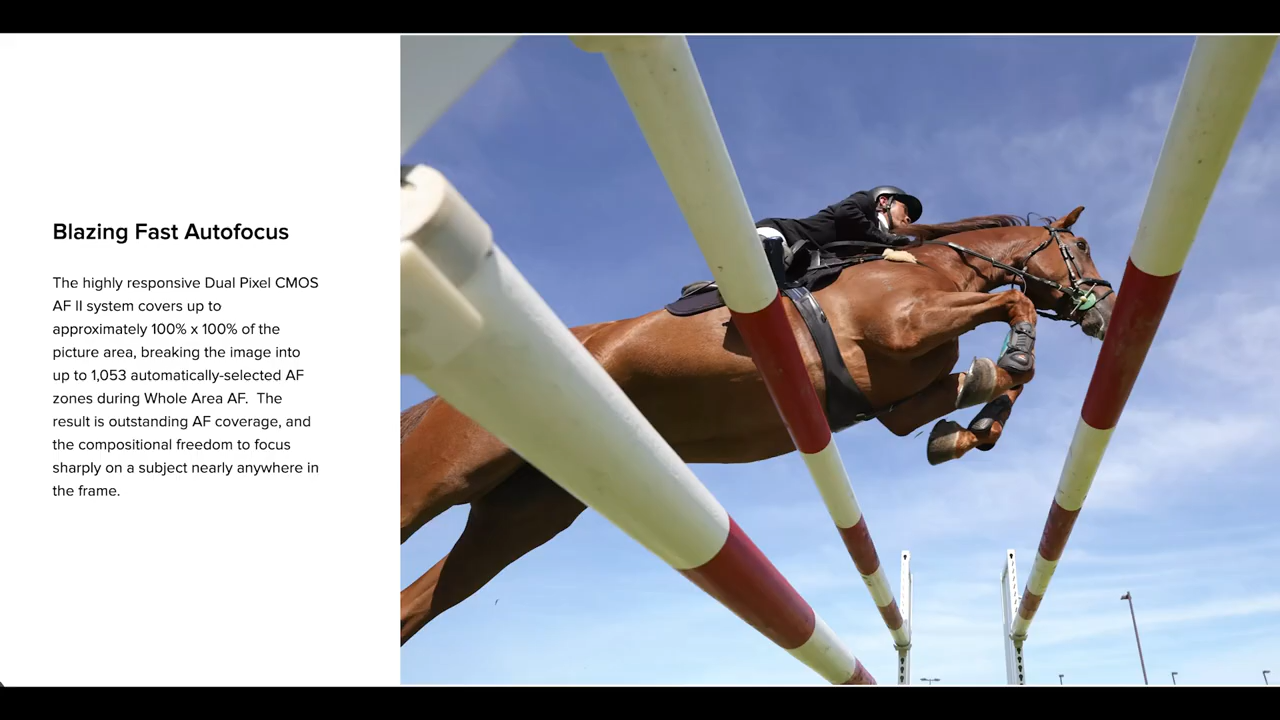 Blazing Fast Autofocus
The highly responsive Dual Pixel CMOS
AF II system covers up to
approximately 100% x 100% of the
picture area, breaking the image into
up to 1,053 automatically-selected AF
zones during Whole Area AF.  The
result is outstanding AF coverage, and
the compositional freedom to focus
sharply on a subject nearly anywhere in
the frame.